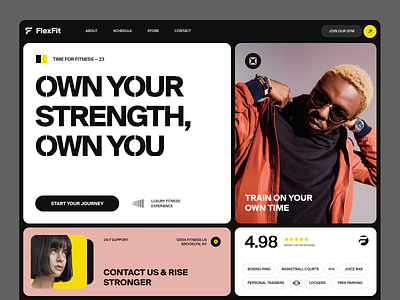 FlexFit
ABOUT
SCHEDULE
STORE
CONTACT
JOIN OUR GYM
TIME FOR FITNESS – 23
OWN YOUR
STRENGTH,
OWN YOU
START YOUR JOURNEY
LUXURY FITNESS
EXPERIENCE
TRAIN ON YOUR
OWN TIME
24/7 SUPPORT
12534 FITNESS LN
BROOKLYN, NY
CONTACT US & RISE
STRONGER
4.98
BOXING RING
BASKETBALL COURTS
JUICE BAR
PERSONAL TRAINERS
LOCKERS
FREE PARKING